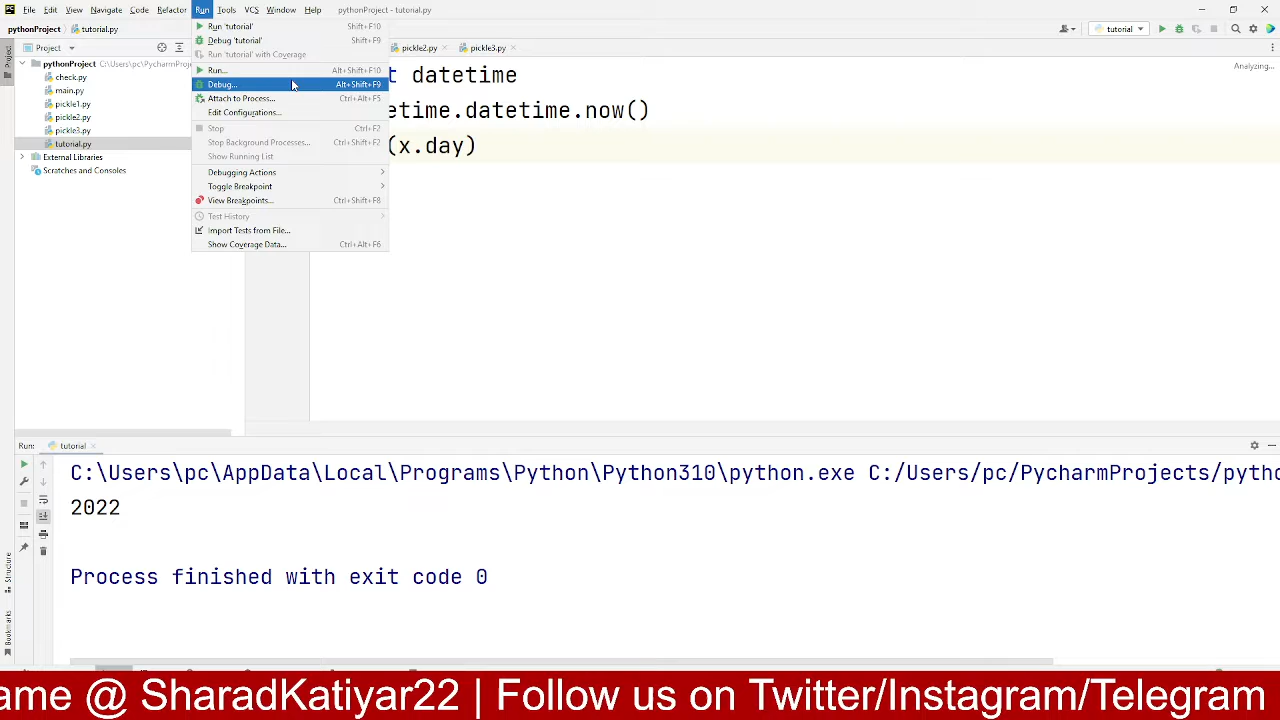 File Edit View Navigate Code Refactor Run Tools VCS Window Help pythonProject - tutorial.py
pythonProject tutorial.py
tutorial
Project
pickle2.py pickle3.py
Analyzing...
pythonProject C:\Users\pc\PycharmProj
check.py
main.py
pickle1.py
pickle2.py
pickle3.py
tutorial.py
External Libraries
Scratches and Consoles
Run 'tutorial' Shift+F10
Debug 'tutorial' Shift+F9
Run 'tutorial' with Coverage
Run... Alt+Shift+F10
Debug... Alt+Shift+F9
Attach to Process... Ctrl+Alt+F5
Edit Configurations...
Stop Ctrl+F2
Stop Background Processes... Ctrl+Shift+F2
Show Running List
Debugging Actions
Toggle Breakpoint
View Breakpoints... Ctrl+Shift+F8
Test History
Import Tests from File...
Show Coverage Data... Ctrl+Alt+F6
t datetime
etime.datetime.now()
(x.day)
Project
Structure
Bookmarks
Run: tutorial
C:\Users\pc\AppData\Local\Programs\Python\Python310\python.exe C:/Users/pc/PycharmProjects/pytho
2022
Process finished with exit code 0
ame @ SharadKatiyar22 | Follow us on Twitter/Instagram/Telegram